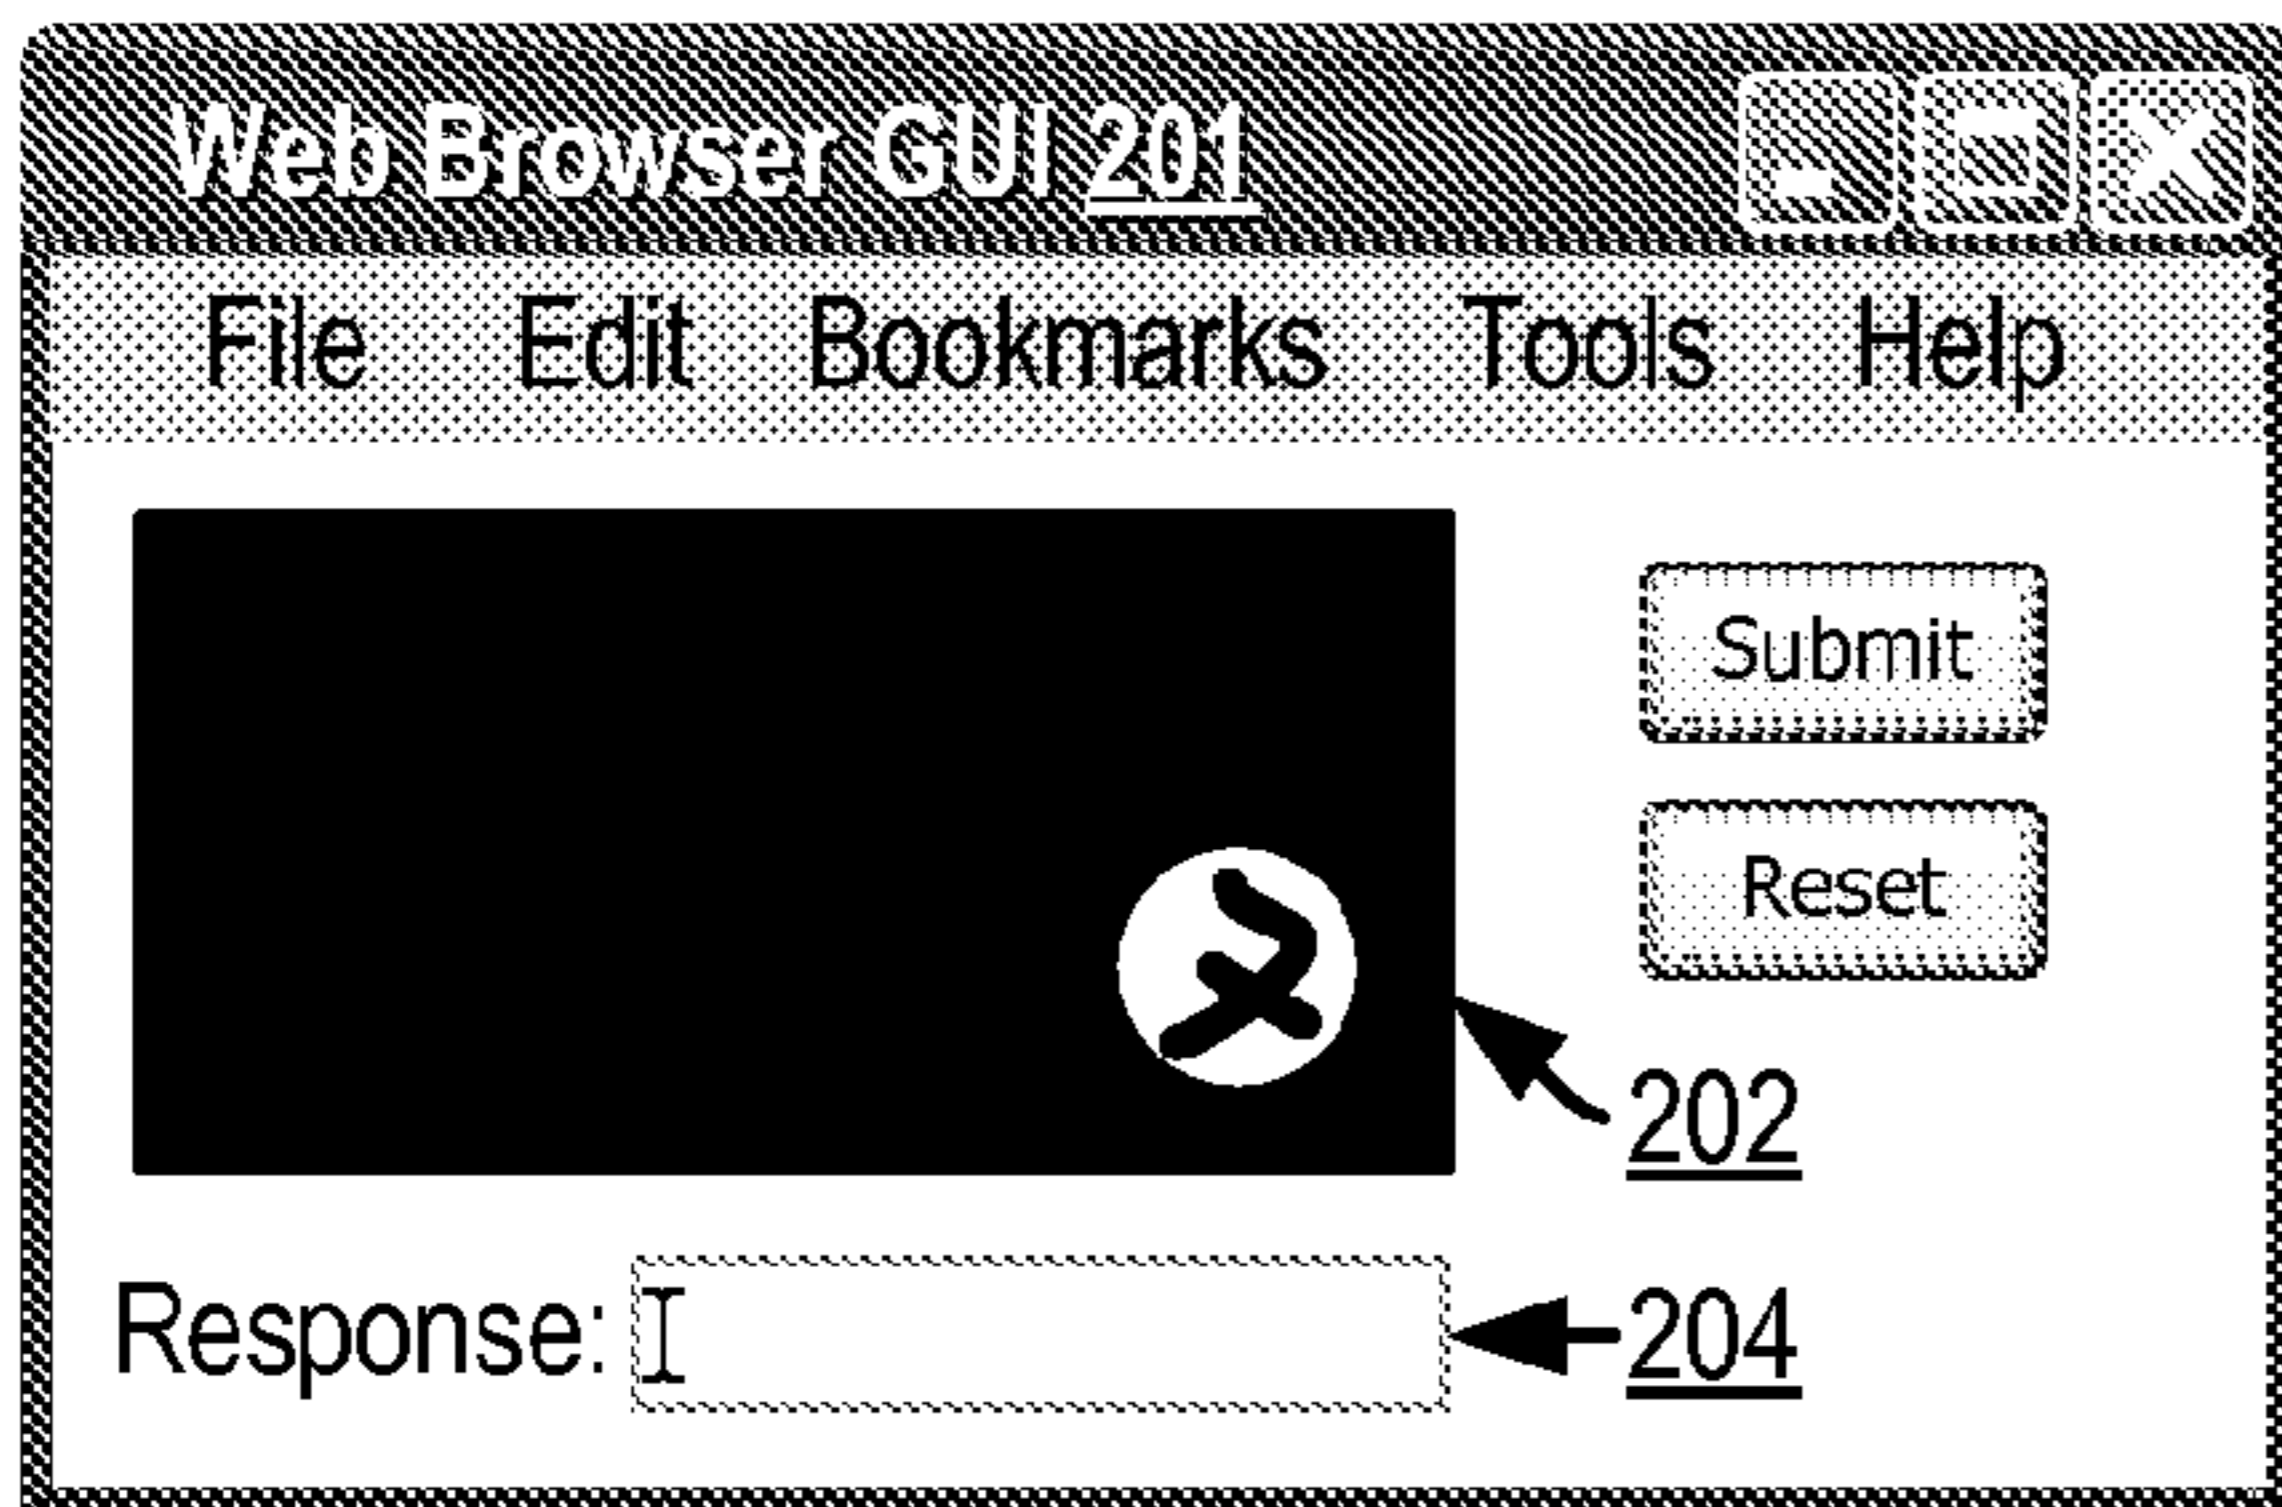 Web Browser GUI 201
File Edit Bookmarks Tools Help
Submit
Reset
202
Response:
204